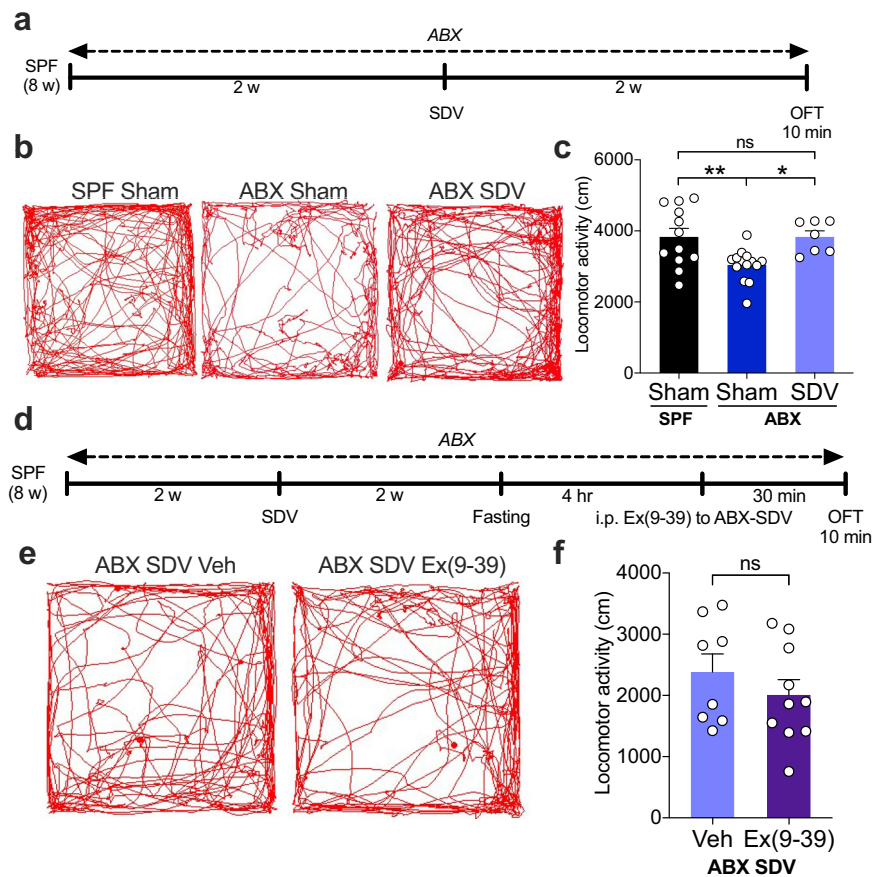 a
ABX
SPF
(8 w)
2 w
2 w
SDV
OFT
10 min
b
SPF Sham
ABX Sham
ABX SDV
c
ns
**
*
Locomotor activity (cm)
6000
4000
2000
0
Sham
Sham
SDV
SPF
ABX
d
ABX
SPF
(8 w)
2 w
2 w
4 hr
30 min
SDV
Fasting
i.p. Ex(9-39) to ABX-SDV
OFT
10 min
e
ABX SDV Veh
ABX SDV Ex(9-39)
f
ns
Locomotor activity (cm)
4000
3000
2000
1000
0
Veh
Ex(9-39)
ABX SDV